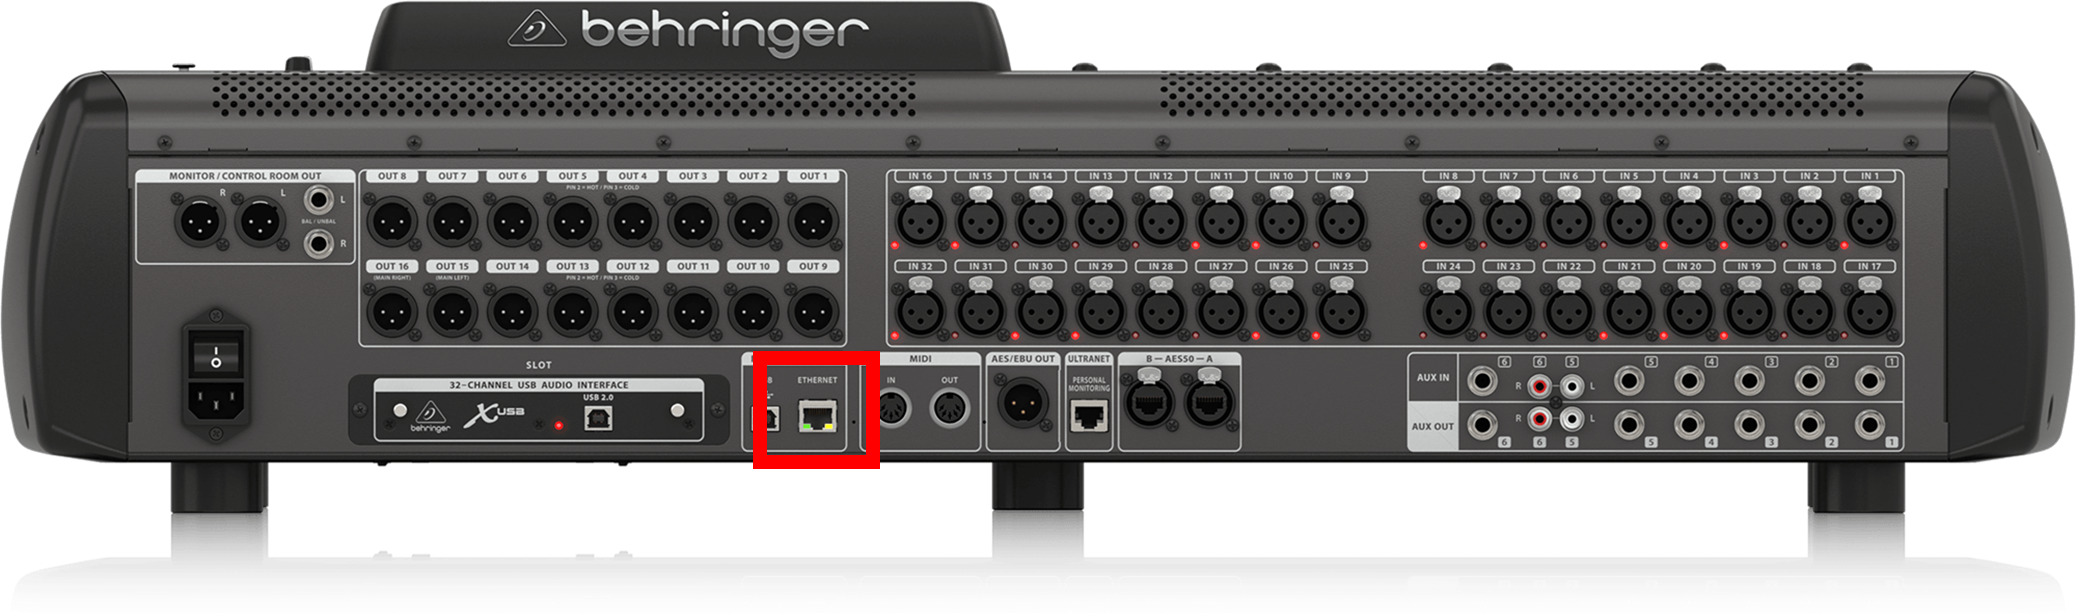 behringer
MONITOR / CONTROL ROOM OUT
R L L
BAL / UNBAL
R
OUT 8 OUT 7 OUT 6 OUT 5 OUT 4 OUT 3 OUT 2 OUT 1
PIN 2 = HOT / PIN 3 = COLD
OUT 16 OUT 15 OUT 14 OUT 13 OUT 12 OUT 11 OUT 10 OUT 9
(MAIN RIGHT) (MAIN LEFT) PIN 2 = HOT / PIN 3 = COLD
IN 16 IN 15 IN 14 IN 13 IN 12 IN 11 IN 10 IN 9 IN 8 IN 7 IN 6 IN 5 IN 4 IN 3 IN 2 IN 1
IN 32 IN 31 IN 30 IN 29 IN 28 IN 27 IN 26 IN 25 IN 24 IN 23 IN 22 IN 21 IN 20 IN 19 IN 18 IN 17
I
O
SLOT
32-CHANNEL USB AUDIO INTERFACE
behringer
X USB
USB 2.0
ETHERNET
MIDI
IN OUT
AES/EBU OUT
ULTRANET
PERSONAL
MONITORING
B — AES50 — A
AUX IN
6 6 5 5 4 3 2 1
R L
AUX OUT
R L
6 6 5 5 4 3 2 1